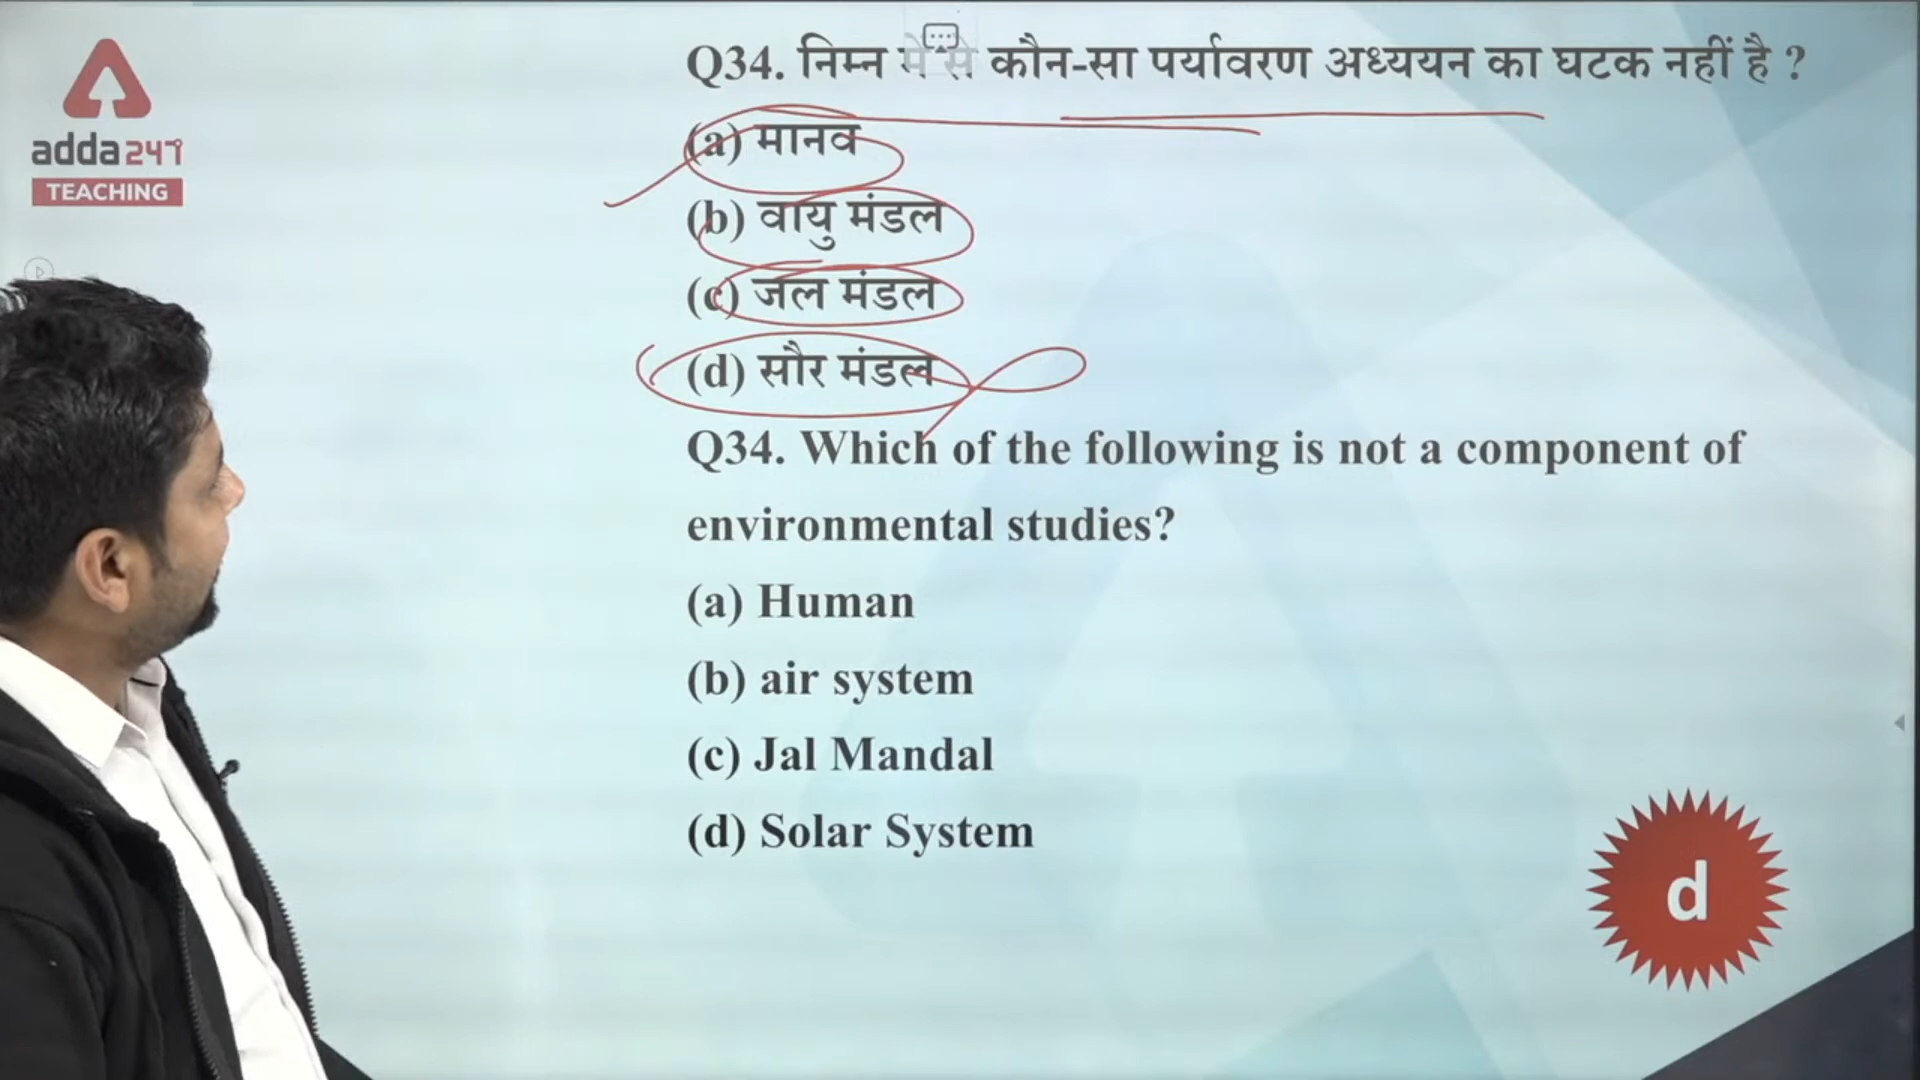 adda247
TEACHING
Q34. निम्न में से कौन-सा पर्यावरण अध्ययन का घटक नहीं है ?
(a) मानव
(b) वायु मंडल
(c) जल मंडल
(d) सौर मंडल
Q34. Which of the following is not a component of
environmental studies?
(a) Human
(b) air system
(c) Jal Mandal
(d) Solar System
d